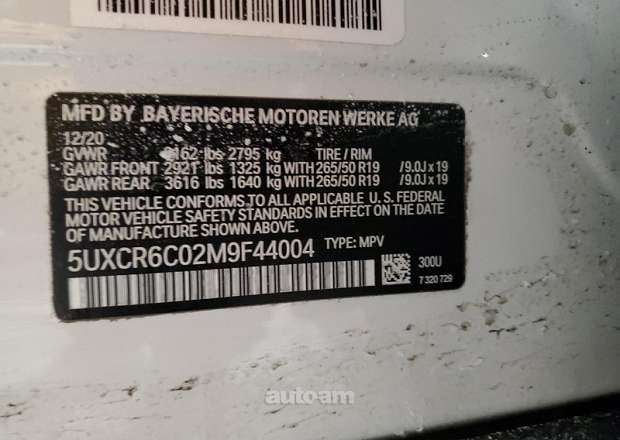 MFD BY BAYERISCHE MOTOREN WERKE AG
12/20
GVWR 6162 lbs 2795 kg TIRE / RIM
GAWR FRONT 2921 lbs 1325 kg WITH 265/50 R19 / 9.0J x 19
GAWR REAR 3616 lbs 1640 kg WITH 265/50 R19 / 9.0J x 19
THIS VEHICLE CONFORMS TO ALL APPLICABLE U. S. FEDERAL
MOTOR VEHICLE SAFETY STANDARDS IN EFFECT ON THE DATE
OF MANUFACTURE SHOWN ABOVE.
5UXCR6C02M9F44004 TYPE: MPV
300U
7 320 729
auto.am